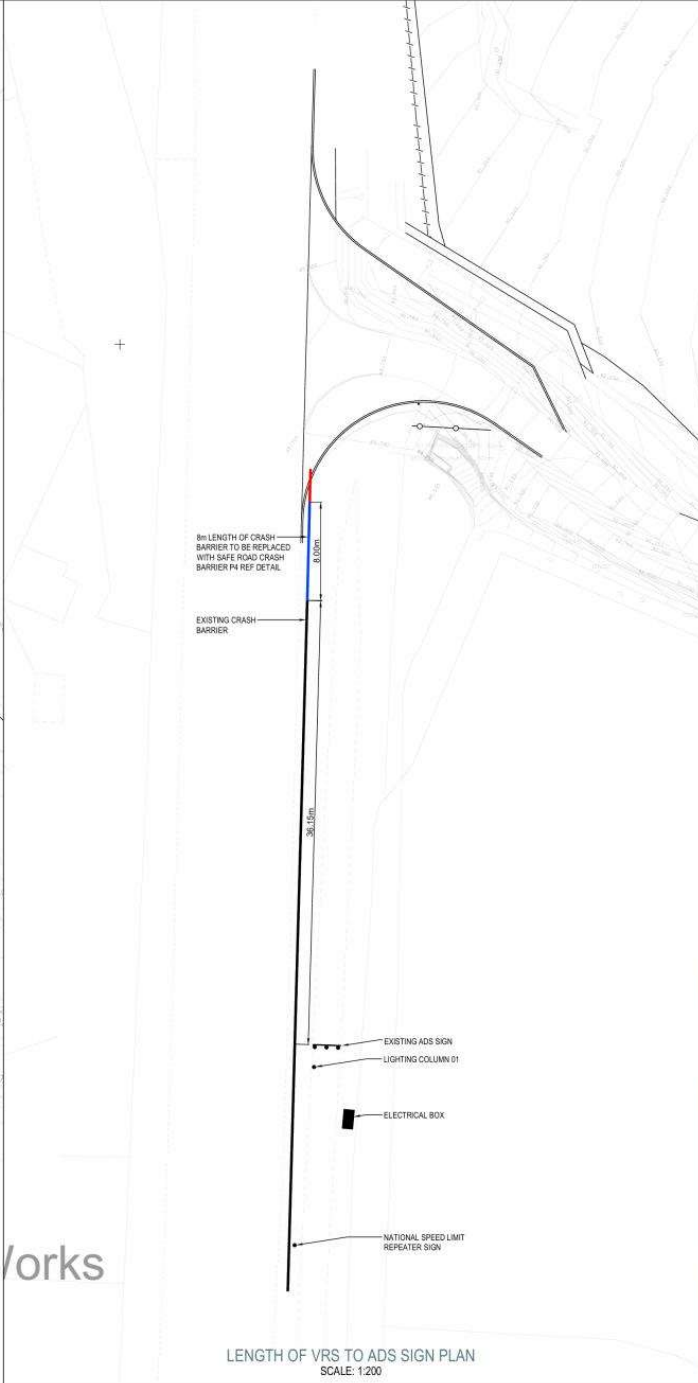 8m LENGTH OF CRASH
BARRIER TO BE REPLACED
WITH SAFE ROAD CRASH
BARRIER P4 REF DETAIL
8.00m
EXISTING CRASH
BARRIER
36.15m
EXISTING ADS SIGN
LIGHTING COLUMN 01
ELECTRICAL BOX
NATIONAL SPEED LIMIT
REPEATER SIGN
orks
LENGTH OF VRS TO ADS SIGN PLAN
SCALE: 1:200